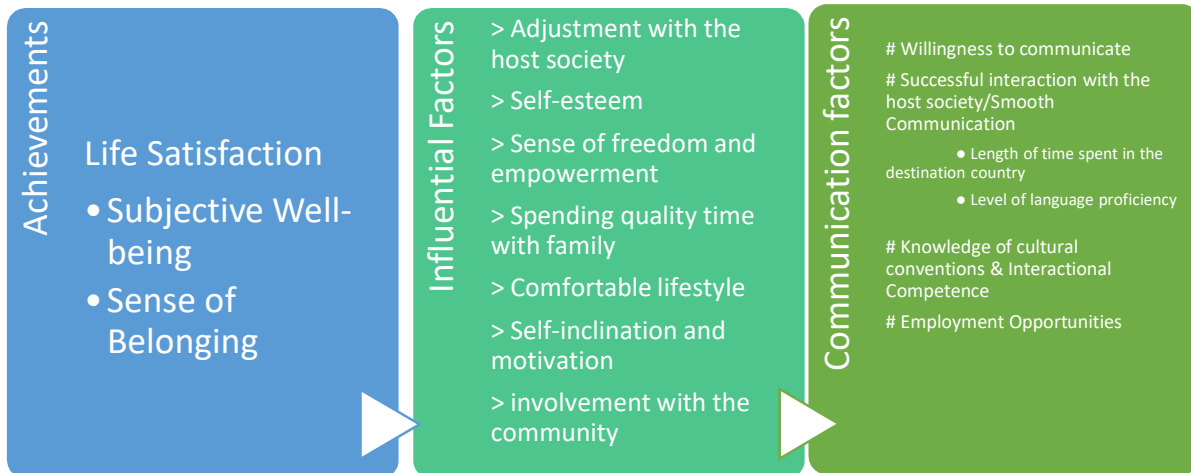 Achievements
Life Satisfaction
•Subjective Well-
being
•Sense of
Belonging
Influential Factors
> Adjustment with the
host society
> Self-esteem
> Sense of freedom and
empowerment
> Spending quality time
with family
> Comfortable lifestyle
> Self-inclination and
motivation
> involvement with the
community
Communication factors
# Willingness to communicate
# Successful interaction with the
host society/Smooth
Communication
● Length of time spent in the
destination country
● Level of language proficiency
# Knowledge of cultural
conventions & Interactional
Competence
# Employment Opportunities